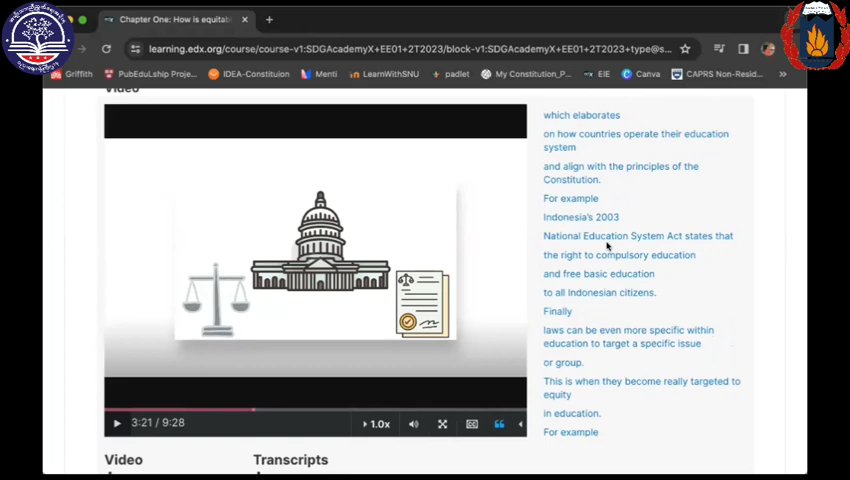 Chapter One: How is equitabl
learning.edx.org/course/course-v1:SDGAcademyX+EE01+2T2023/block-v1:SDGAcademyX+EE01+2T2023+type@s...
Griffith
PubEduLship Proje...
IDEA-Constituion
Menti
LearnWithSNU
padlet
My Constitution_P...
EIE
Canva
CAPRS Non-Resid...
Video
which elaborates
on how countries operate their education
system
and align with the principles of the
Constitution.
For example
Indonesia's 2003
National Education System Act states that
the right to compulsory education
and free basic education
to all Indonesian citizens.
Finally
laws can be even more specific within
education to target a specific issue
or group.
This is when they become really targeted to
equity
in education.
For example
3:21 / 9:28
1.0x
Video
Transcripts